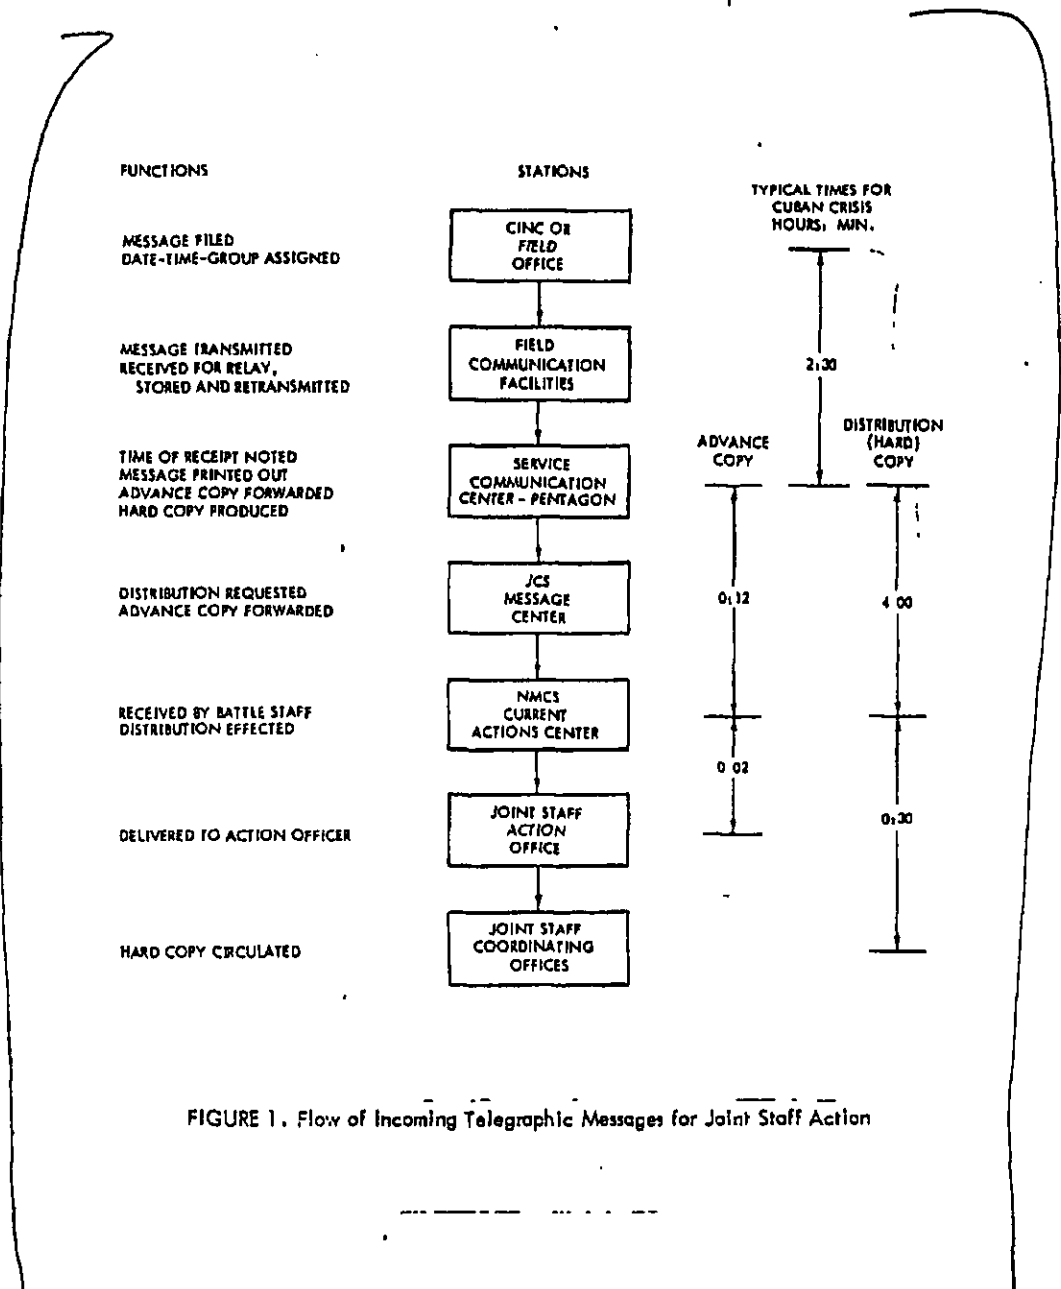 FUNCTIONS
STATIONS
TYPICAL TIMES FOR
CUBAN CRISIS
HOURS: MIN.
MESSAGE FILED
DATE-TIME-GROUP ASSIGNED
CINC OR
FIELD
OFFICE
MESSAGE TRANSMITTED
RECEIVED FOR RELAY,
STORED AND RETRANSMITTED
FIELD
COMMUNICATION
FACILITIES
2:30
ADVANCE
COPY
DISTRIBUTION
(HARD)
COPY
TIME OF RECEIPT NOTED
MESSAGE PRINTED OUT
ADVANCE COPY FORWARDED
HARD COPY PRODUCED
SERVICE
COMMUNICATION
CENTER - PENTAGON
DISTRIBUTION REQUESTED
ADVANCE COPY FORWARDED
JCS
MESSAGE
CENTER
0:12
4:00
RECEIVED BY BATTLE STAFF
DISTRIBUTION EFFECTED
NMCS
CURRENT
ACTIONS CENTER
0:02
DELIVERED TO ACTION OFFICER
JOINT STAFF
ACTION
OFFICE
0:30
HARD COPY CIRCULATED
JOINT STAFF
COORDINATING
OFFICES
FIGURE 1. Flow of Incoming Telegraphic Messages for Joint Staff Action